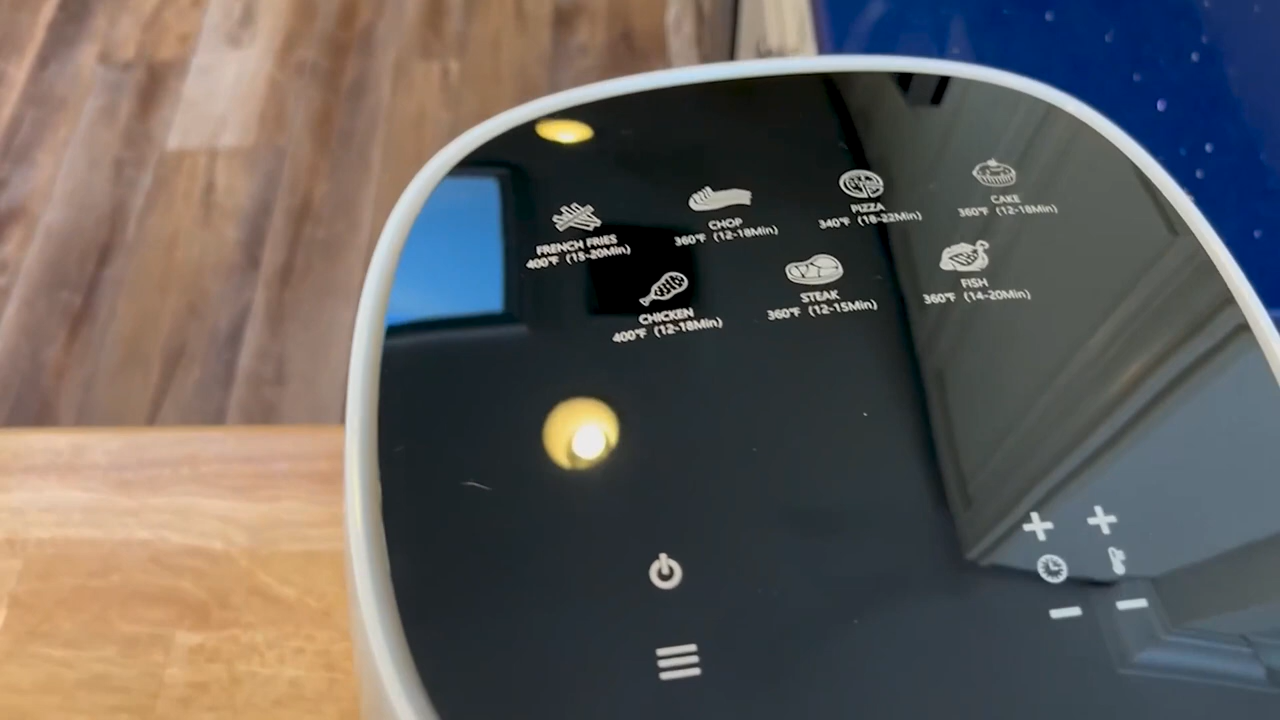 FRENCH FRIES
400°F (15-20Min)
CHOP
360°F (12-18Min)
PIZZA
340°F (18-22Min)
CAKE
360°F (12-18Min)
CHICKEN
400°F (12-18Min)
STEAK
360°F (12-15Min)
FISH
360°F (14-20Min)